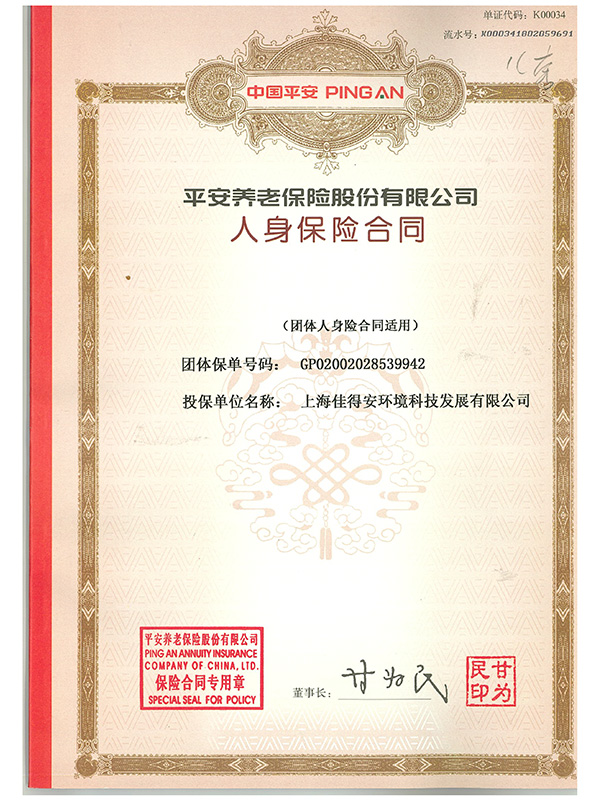 单证代码：K00034
流水号：K000341802059691
中国平安 PING AN
平安养老保险股份有限公司
人身保险合同
（团体人身险合同适用）
团体保单号码： GP02002028539942
投保单位名称： 上海佳得安环境科技发展有限公司
平安养老保险股份有限公司
PING AN ANNUITY INSURANCE
COMPANY OF CHINA, LTD.
保险合同专用章
SPECIAL SEAL FOR POLICY
董事长： 甘为民
甘为民印